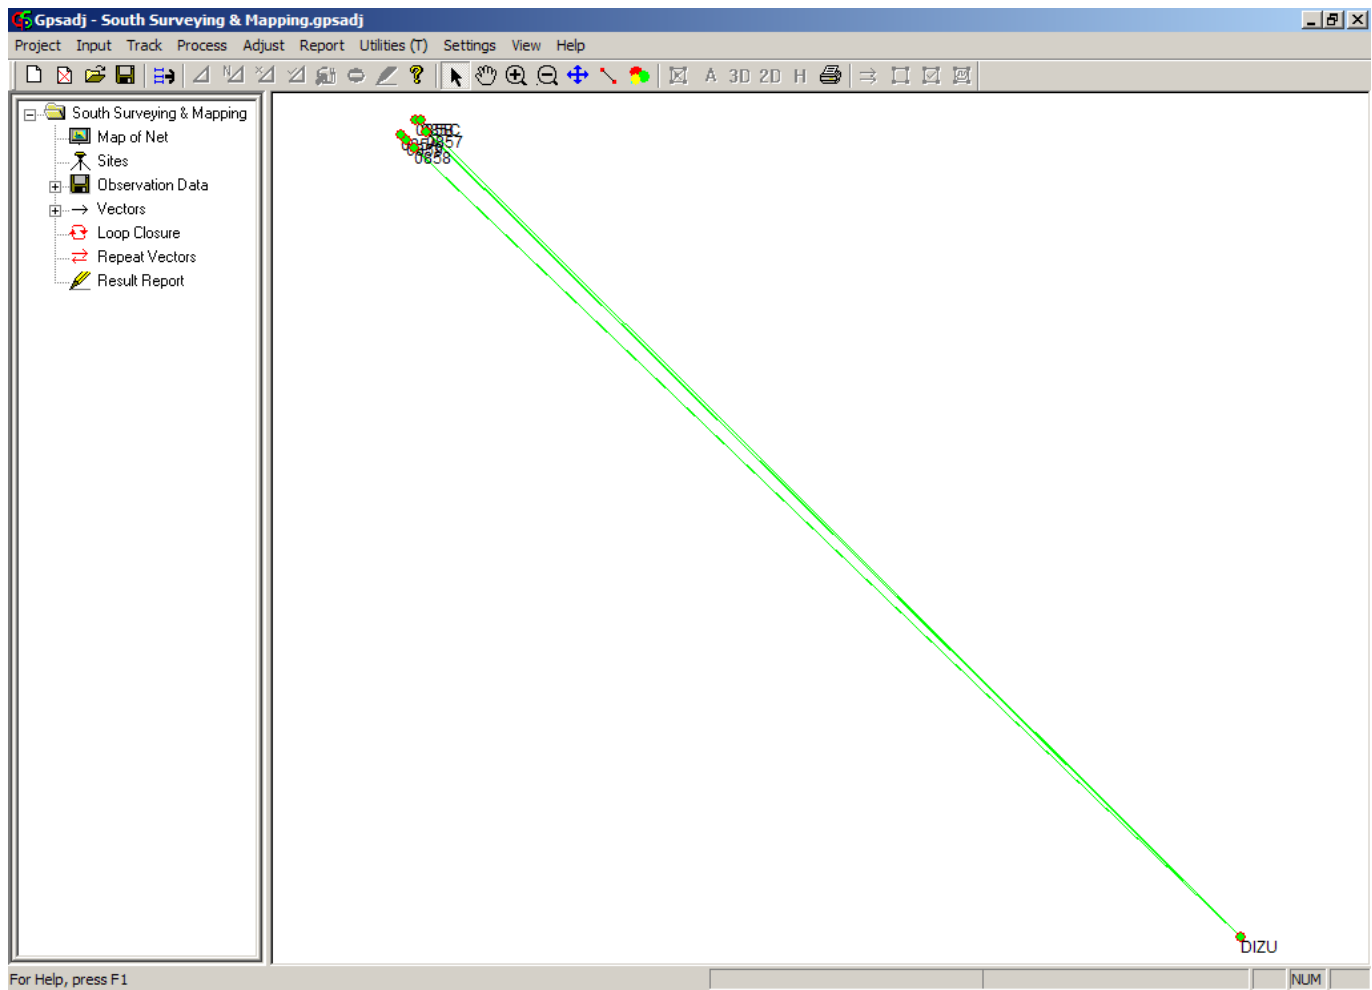 Gpsadj - South Surveying & Mapping.gpsadj
Project Input Track Process Adjust Report Utilities (T) Settings View Help
N A 3D 2D H
South Surveying & Mapping
Map of Net
Sites
Observation Data
Vectors
Loop Closure
Repeat Vectors
Result Report
0857
0858
DIZU
For Help, press F1
NUM